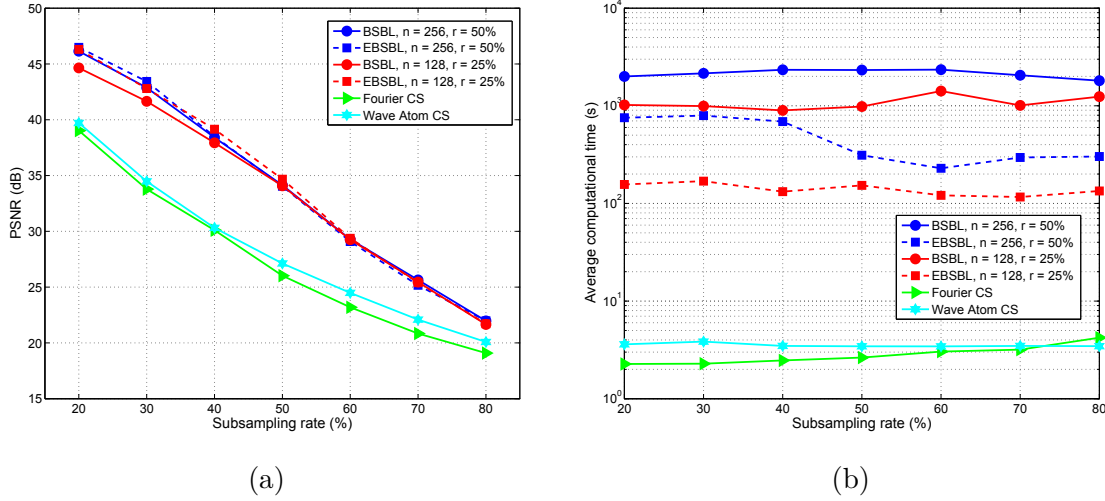 50
45
40
35
30
25
20
15
PSNR (dB)
20 30 40 50 60 70 80
Subsampling rate (%)
BSBL, n = 256, r = 50%
EBSBL, n = 256, r = 50%
BSBL, n = 128, r = 25%
EBSBL, n = 128, r = 25%
Fourier CS
Wave Atom CS
(a)
10^4
10^3
10^2
10^1
10^0
Average computational time (s)
20 30 40 50 60 70 80
Subsampling rate (%)
BSBL, n = 256, r = 50%
EBSBL, n = 256, r = 50%
BSBL, n = 128, r = 25%
EBSBL, n = 128, r = 25%
Fourier CS
Wave Atom CS
(b)